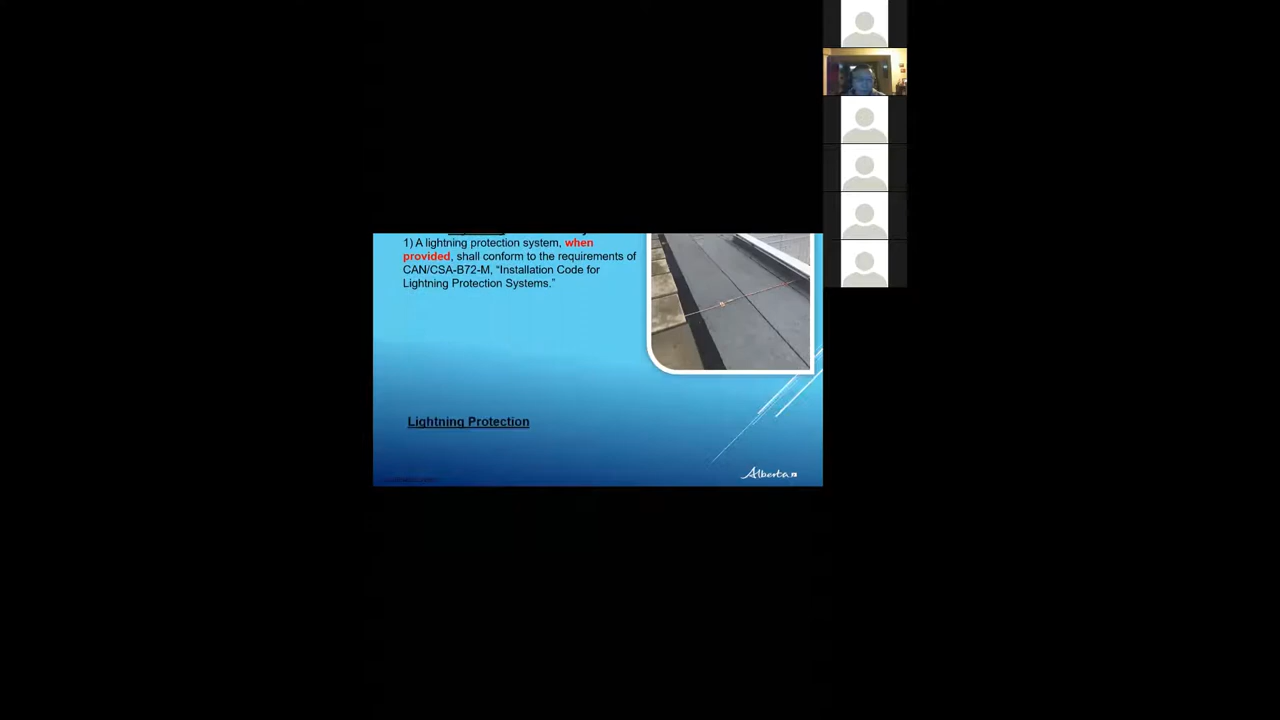 1) A lightning protection system, when
provided, shall conform to the requirements of
CAN/CSA-B72-M, “Installation Code for
Lightning Protection Systems.”
Lightning Protection
Alberta